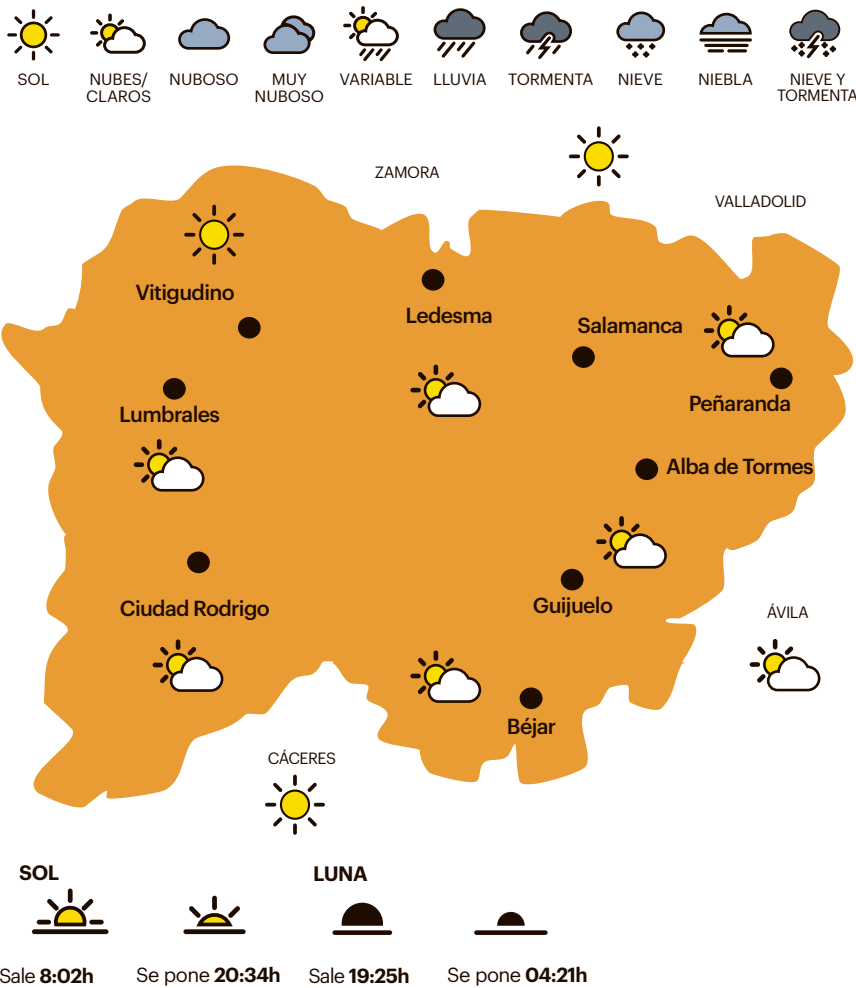 SOL
NUBES/
CLAROS
NUBOSO
MUY
NUBOSO
VARIABLE
LLUVIA
TORMENTA
NIEVE
NIEBLA
NIEVE Y
TORMENTA
ZAMORA
VALLADOLID
Vitigudino
Ledesma
Salamanca
Lumbrales
Peñaranda
Alba de Tormes
Ciudad Rodrigo
Guijuelo
ÁVILA
Béjar
CÁCERES
SOL
LUNA
Sale 8:02h
Se pone 20:34h
Sale 19:25h
Se pone 04:21h